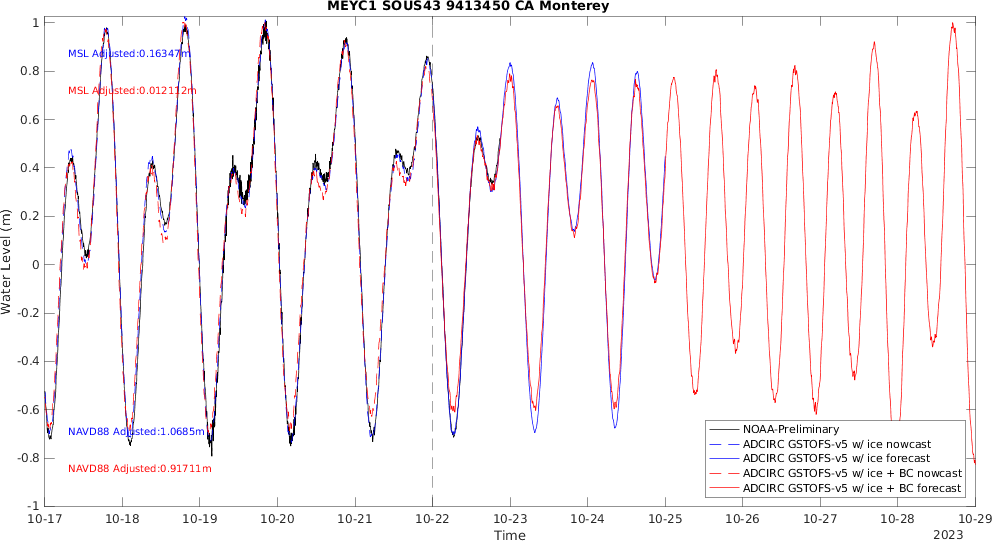 MEYC1 SOUS43 9413450 CA Monterey
MSL Adjusted:0.16347m
MSL Adjusted:0.012112m
NAVD88 Adjusted:1.0685m
NAVD88 Adjusted:0.91711m
Water Level (m)
1
0.8
0.6
0.4
0.2
0
-0.2
-0.4
-0.6
-0.8
-1
NOAA-Preliminary
ADCIRC GSTOFS-v5 w/ ice nowcast
ADCIRC GSTOFS-v5 w/ ice forecast
ADCIRC GSTOFS-v5 w/ ice + BC nowcast
ADCIRC GSTOFS-v5 w/ ice + BC forecast
10-17 10-18 10-19 10-20 10-21 10-22 10-23 10-24 10-25 10-26 10-27 10-28 10-29
Time
2023